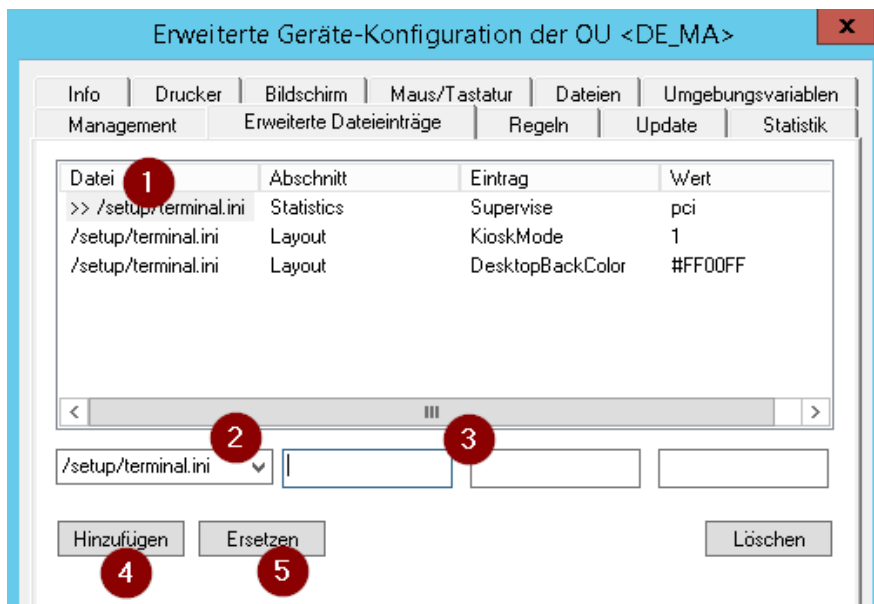 Erweiterte Geräte-Konfiguration der OU <DE_MA> x
Info Drucker Bildschirm Maus/Tastatur Dateien Umgebungsvariablen
Management Erweiterte Dateieinträge Regeln Update Statistik
Datei 1 Abschnitt Eintrag Wert
>> /setup/terminal.ini Statistics Supervise pci
/setup/terminal.ini Layout KioskMode 1
/setup/terminal.ini Layout DesktopBackColor #FF00FF
2 3
/setup/terminal.ini
Hinzufügen Ersetzen Löschen
4 5